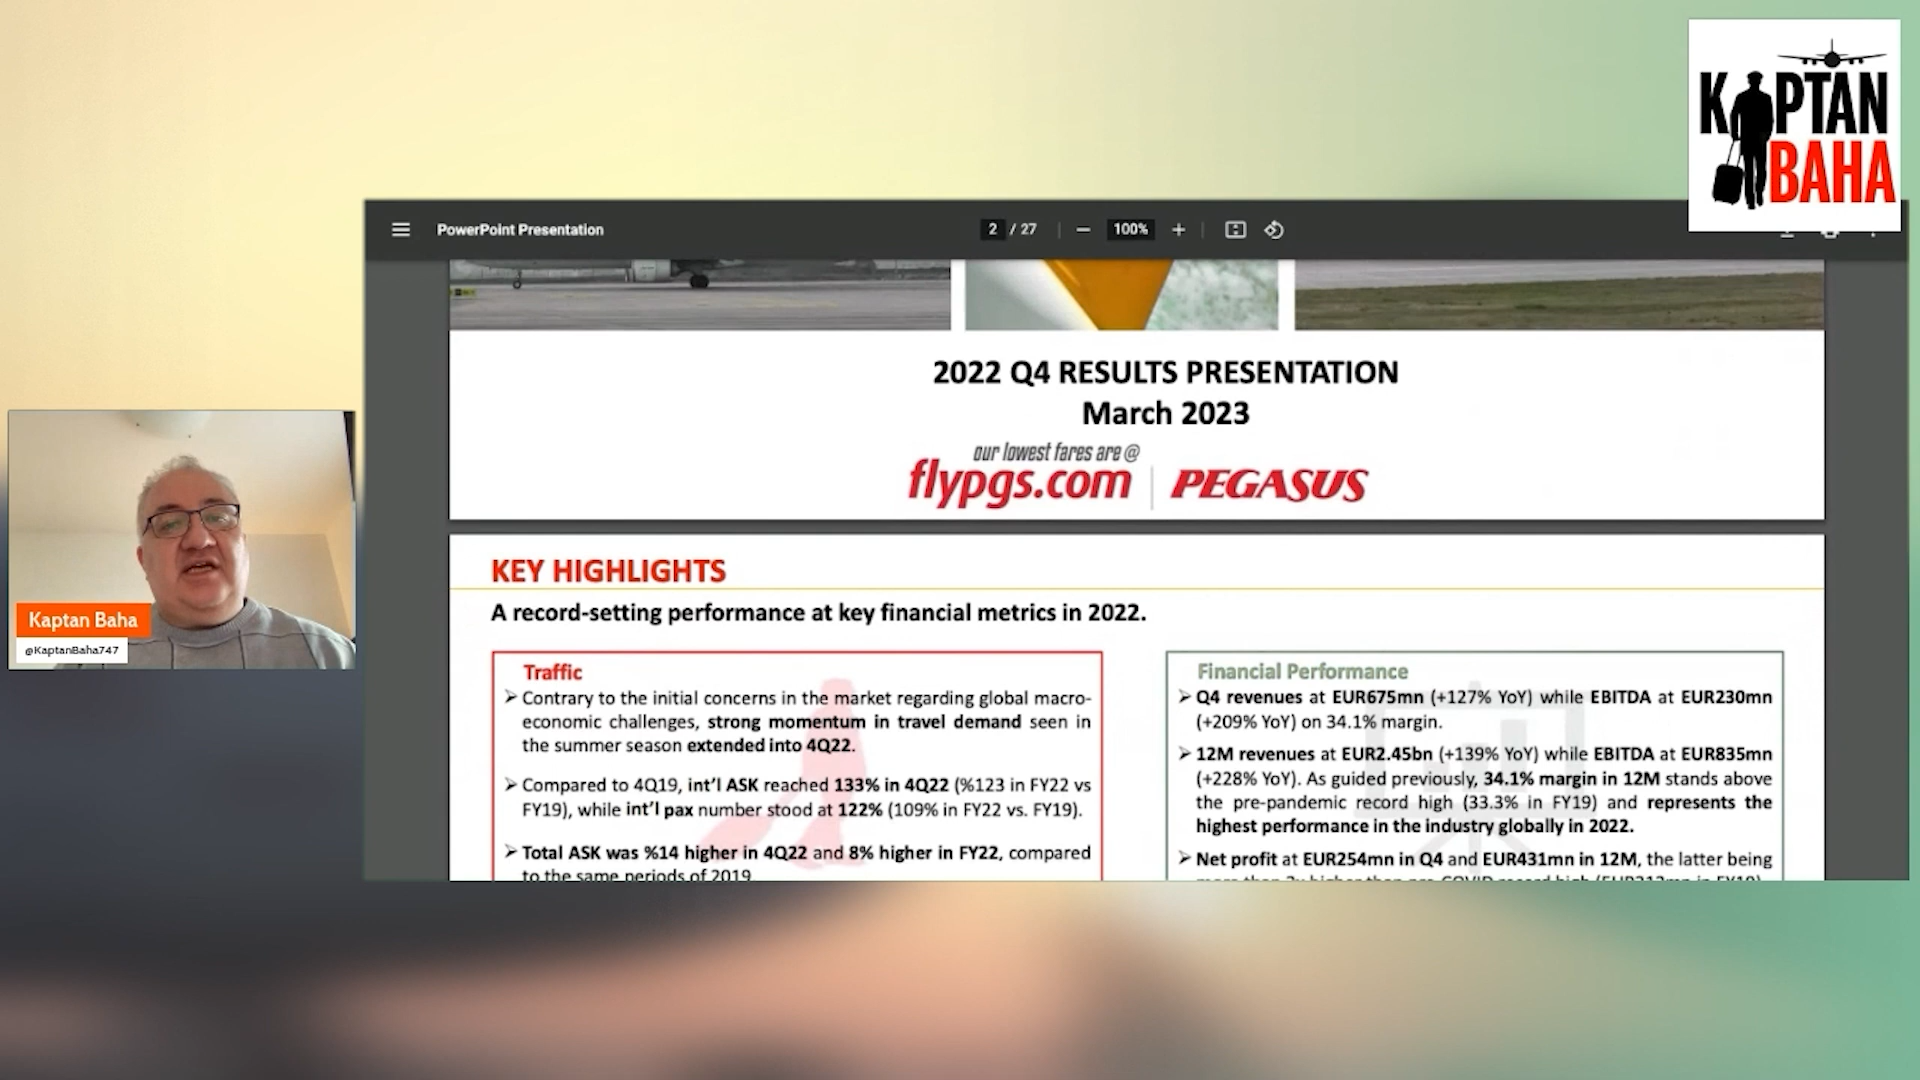 KAPTAN
BAHA
PowerPoint Presentation
2 / 27
100%
2022 Q4 RESULTS PRESENTATION
March 2023
our lowest fares are @
flypgs.com
PEGASUS
KEY HIGHLIGHTS
A record-setting performance at key financial metrics in 2022.
Traffic
➢ Contrary to the initial concerns in the market regarding global macro-
economic challenges, strong momentum in travel demand seen in
the summer season extended into 4Q22.
➢ Compared to 4Q19, int'l ASK reached 133% in 4Q22 (%123 in FY22 vs
FY19), while int'l pax number stood at 122% (109% in FY22 vs. FY19).
➢ Total ASK was %14 higher in 4Q22 and 8% higher in FY22, compared
to the same periods of 2019
Financial Performance
➢ Q4 revenues at EUR675mn (+127% YoY) while EBITDA at EUR230mn
(+209% YoY) on 34.1% margin.
➢ 12M revenues at EUR2.45bn (+139% YoY) while EBITDA at EUR835mn
(+228% YoY). As guided previously, 34.1% margin in 12M stands above
the pre-pandemic record high (33.3% in FY19) and represents the
highest performance in the industry globally in 2022.
➢ Net profit at EUR254mn in Q4 and EUR431mn in 12M, the latter being
Kaptan Baha
@KaptanBaha747